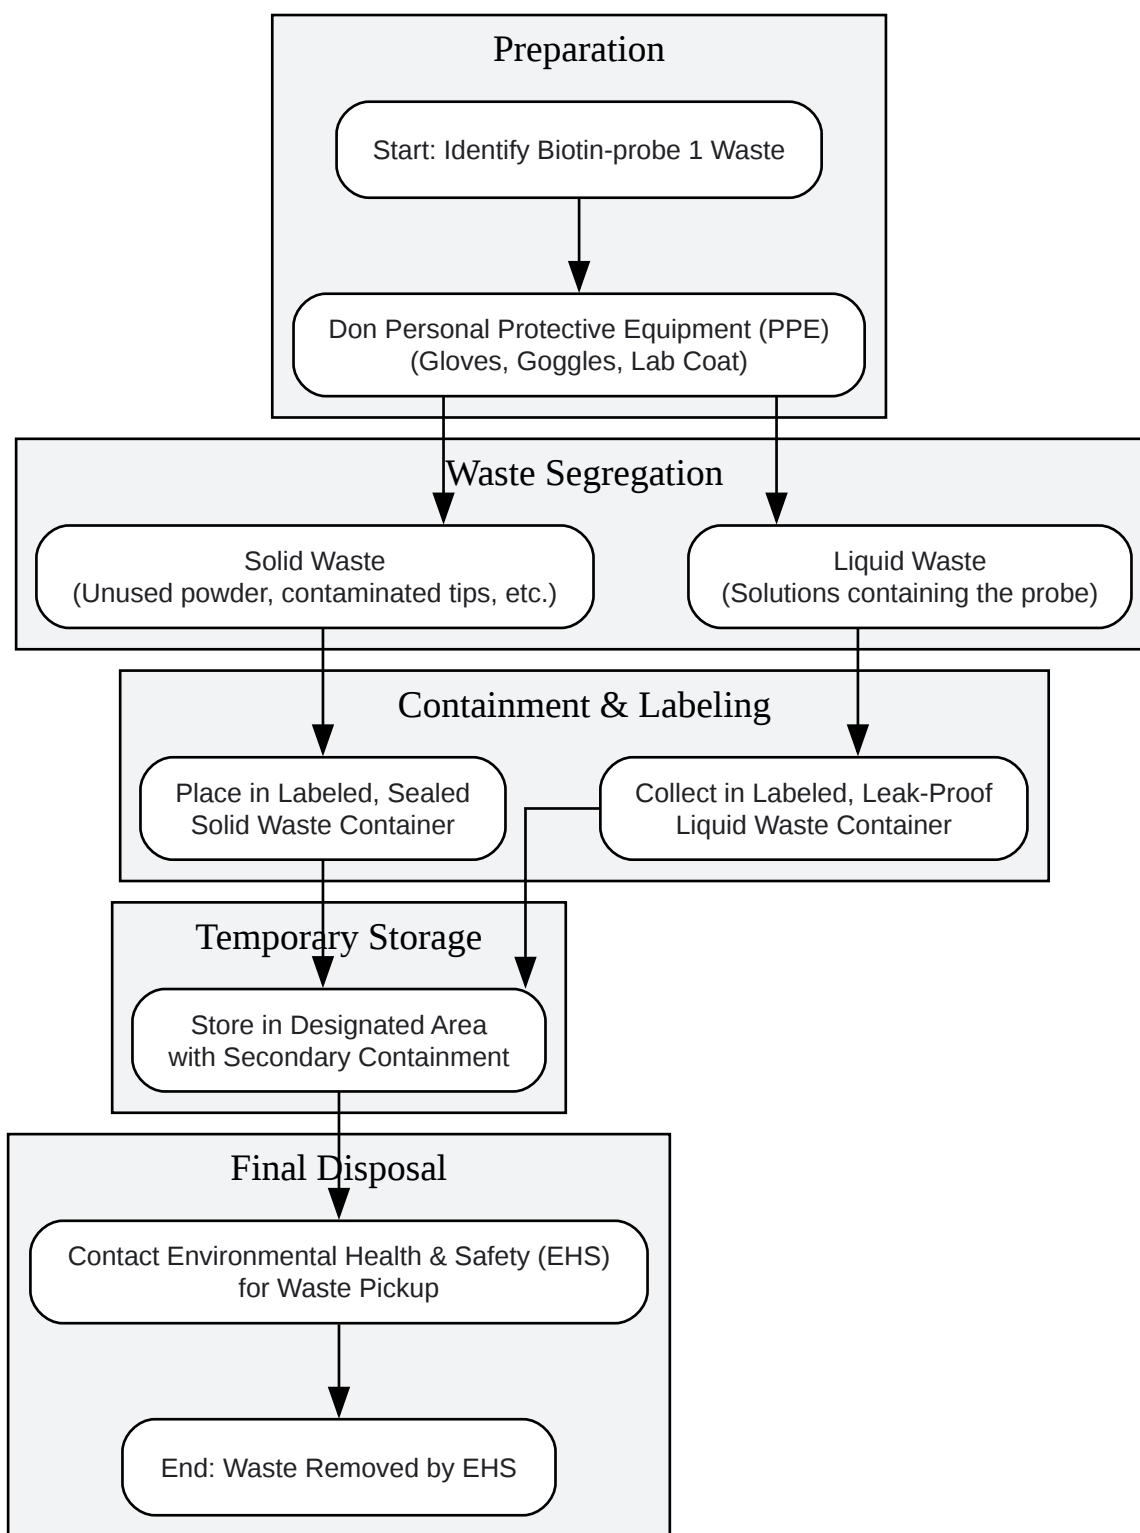 Preparation
Start: Identify Biotin-probe 1 Waste
Don Personal Protective Equipment (PPE)
(Gloves, Goggles, Lab Coat)
Waste Segregation
Solid Waste
(Unused powder, contaminated tips, etc.)
Liquid Waste
(Solutions containing the probe)
Containment & Labeling
Place in Labeled, Sealed
Solid Waste Container
Collect in Labeled, Leak-Proof
Liquid Waste Container
Temporary Storage
Store in Designated Area
with Secondary Containment
Final Disposal
Contact Environmental Health & Safety (EHS)
for Waste Pickup
End: Waste Removed by EHS